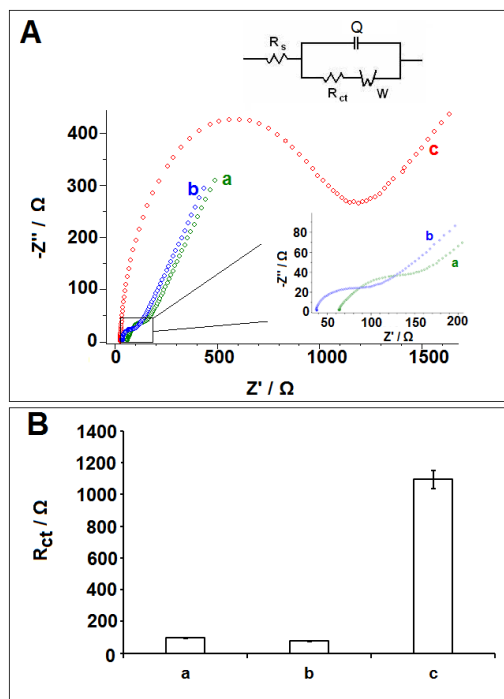 A
Q
Rs
Rct W
400
300
200
100
0
-Z'' / Ω
0 500 1000 1500
Z' / Ω
a
b
c
80
60
40
20
0
-Z'' / Ω
50 100 150 200
Z' / Ω
b
a
B
1400
1200
1000
800
600
400
200
0
Rct / Ω
a b c